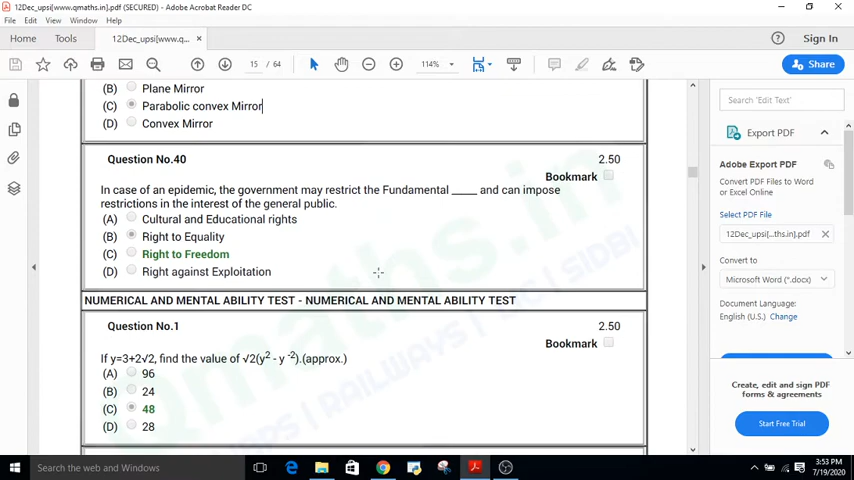 12Dec_upsi[www.qmaths.in].pdf (SECURED) - Adobe Acrobat Reader DC
File Edit View Window Help
Home Tools 12Dec_upsi[www.q... × Sign In
15 / 64 114% Share
(B) Plane Mirror
(C) Parabolic convex Mirror
(D) Convex Mirror
Question No.40 2.50
Bookmark
In case of an epidemic, the government may restrict the Fundamental _____ and can impose
restrictions in the interest of the general public.
(A) Cultural and Educational rights
(B) Right to Equality
(C) Right to Freedom
(D) Right against Exploitation
NUMERICAL AND MENTAL ABILITY TEST - NUMERICAL AND MENTAL ABILITY TEST
Question No.1 2.50
Bookmark
If y=3+2√2, find the value of √2(y² - y ⁻²).(approx.)
(A) 96
(B) 24
(C) 48
(D) 28
Qmaths.in
RAILWAYS | SIDBI
Search 'Edit Text'
Export PDF
Adobe Export PDF
Convert PDF Files to Word
or Excel Online
Select PDF File
12Dec_upsi[...ths.in].pdf ×
Convert to
Microsoft Word (*.docx)
Document Language:
English (U.S.) Change
Create, edit and sign PDF
forms & agreements
Start Free Trial
Search the web and Windows
3:53 PM
7/19/2020